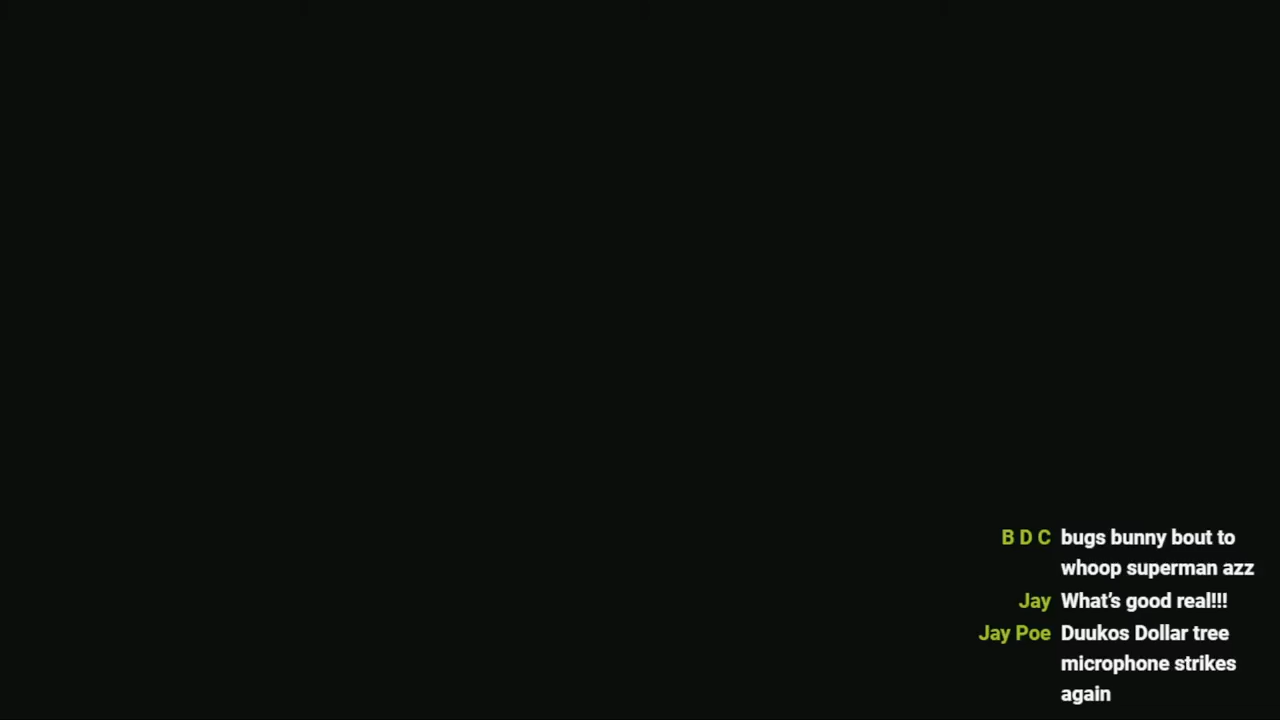 B D C bugs bunny bout to
whoop superman azz
Jay What's good real!!!
Jay Poe Duukos Dollar tree
microphone strikes
again